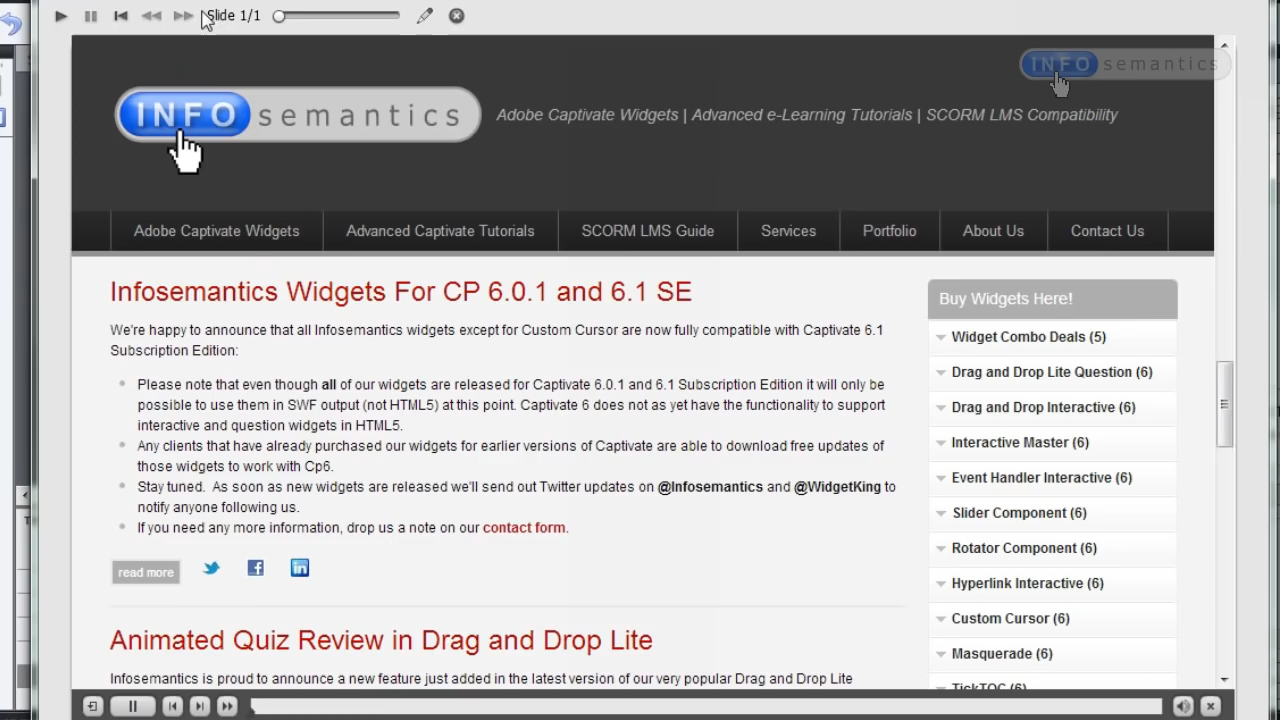 Slide 1/1
INFO semantics
Adobe Captivate Widgets | Advanced e-Learning Tutorials | SCORM LMS Compatibility
INFO semantics
Adobe Captivate Widgets
Advanced Captivate Tutorials
SCORM LMS Guide
Services
Portfolio
About Us
Contact Us
Infosemantics Widgets For CP 6.0.1 and 6.1 SE
We're happy to announce that all Infosemantics widgets except for Custom Cursor are now fully compatible with Captivate 6.1
Subscription Edition:
Please note that even though all of our widgets are released for Captivate 6.0.1 and 6.1 Subscription Edition it will only be
possible to use them in SWF output (not HTML5) at this point. Captivate 6 does not as yet have the functionality to support
interactive and question widgets in HTML5.
Any clients that have already purchased our widgets for earlier versions of Captivate are able to download free updates of
those widgets to work with Cp6.
Stay tuned. As soon as new widgets are released we'll send out Twitter updates on @Infosemantics and @WidgetKing to
notify anyone following us.
If you need any more information, drop us a note on our contact form.
read more
Animated Quiz Review in Drag and Drop Lite
Infosemantics is proud to announce a new feature just added in the latest version of our very popular Drag and Drop Lite
Buy Widgets Here!
Widget Combo Deals (5)
Drag and Drop Lite Question (6)
Drag and Drop Interactive (6)
Interactive Master (6)
Event Handler Interactive (6)
Slider Component (6)
Rotator Component (6)
Hyperlink Interactive (6)
Custom Cursor (6)
Masquerade (6)
TickTOC (6)